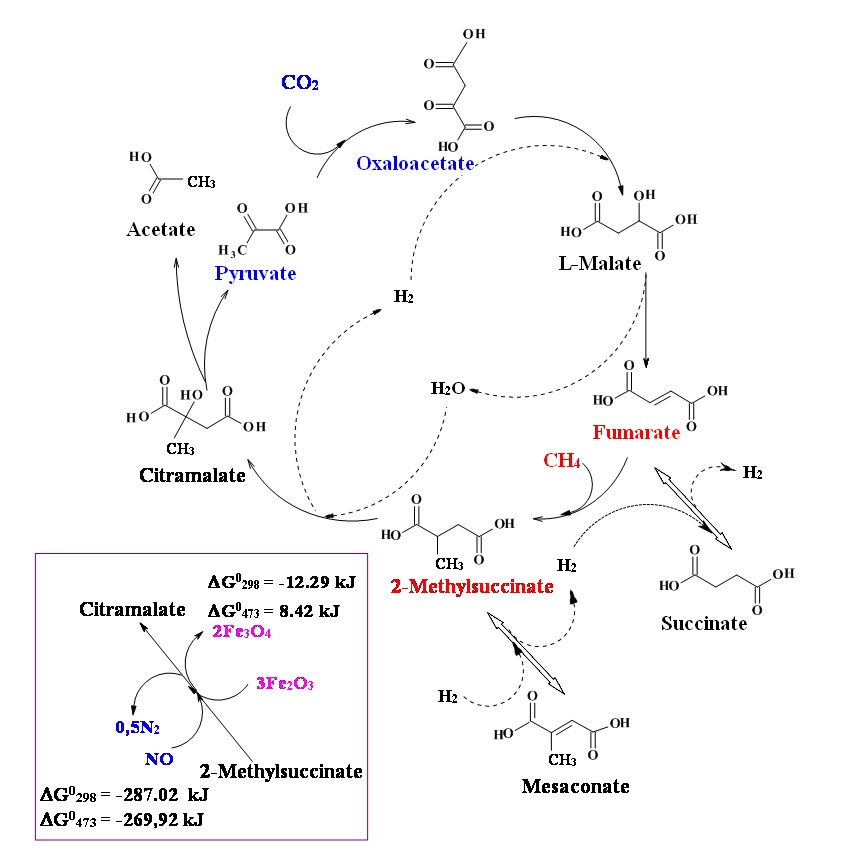 OH
O
CO₂
O
O
HO
Oxaloacetate
HO
CH₃
O
Acetate
O
OH
H₃C
O
Pyruvate
O
OH
HO
OH
O
L-Malate
H₂
H₂O
O
HO
OH
O
Fumarate
O
HO
O
HO
OH
CH₃
Citramalate
CH₄
H₂
O
HO
OH
CH₃
O
2-Methylsuccinate
H₂
O
HO
OH
O
Succinate
ΔG⁰₂₉₈ = -12.29 kJ
Citramalate
ΔG⁰₄₇₃ = 8.42 kJ
2Fe₃O₄
3Fe₂O₃
0,5N₂
NO
2-Methylsuccinate
ΔG⁰₂₉₈ = -287.02 kJ
ΔG⁰₄₇₃ = -269,92 kJ
H₂
O
HO
OH
CH₃
O
Mesaconate